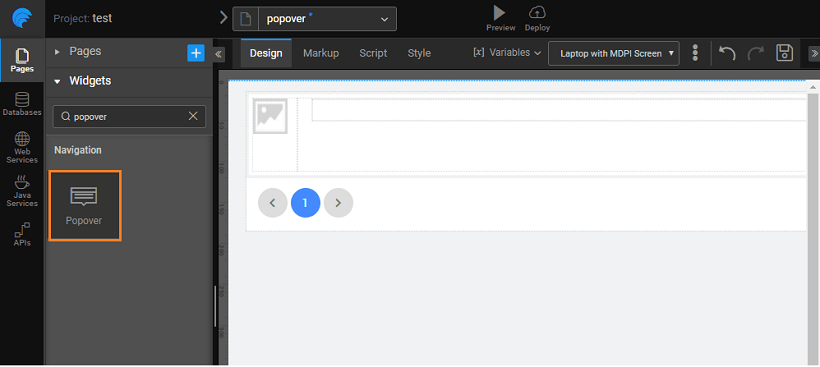 Project: test
popover *
Preview
Deploy
Pages
Databases
Web
Services
Java
Services
APIs
Pages
+
Widgets
popover
Navigation
Popover
Design
Markup
Script
Style
[x] Variables
Laptop with MDPI Screen
1